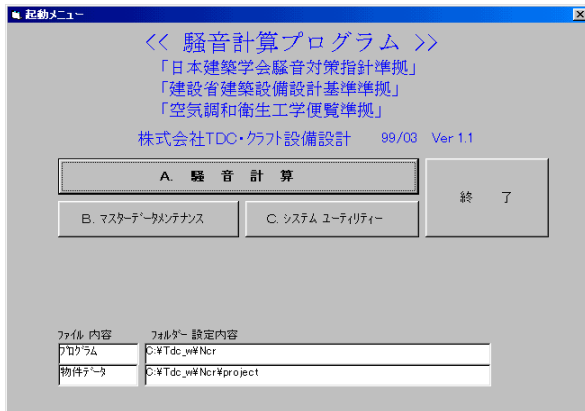 起動メニュー
<< 騒音計算プログラム >>
「日本建築学会騒音対策指針準拠」
「建設省建築設備設計基準準拠」
「空気調和衛生工学便覧準拠」
株式会社TDC・クラフト設備設計 99/03 Ver 1.1
A. 騒 音 計 算
終 了
B. マスターデータメンテナンス C. システム ユーティリティー
ファイル 内容 フォルダー 設定内容
プログラム C:¥Tdc_w¥Ncr
物件データ C:¥Tdc_w¥Ncr¥project